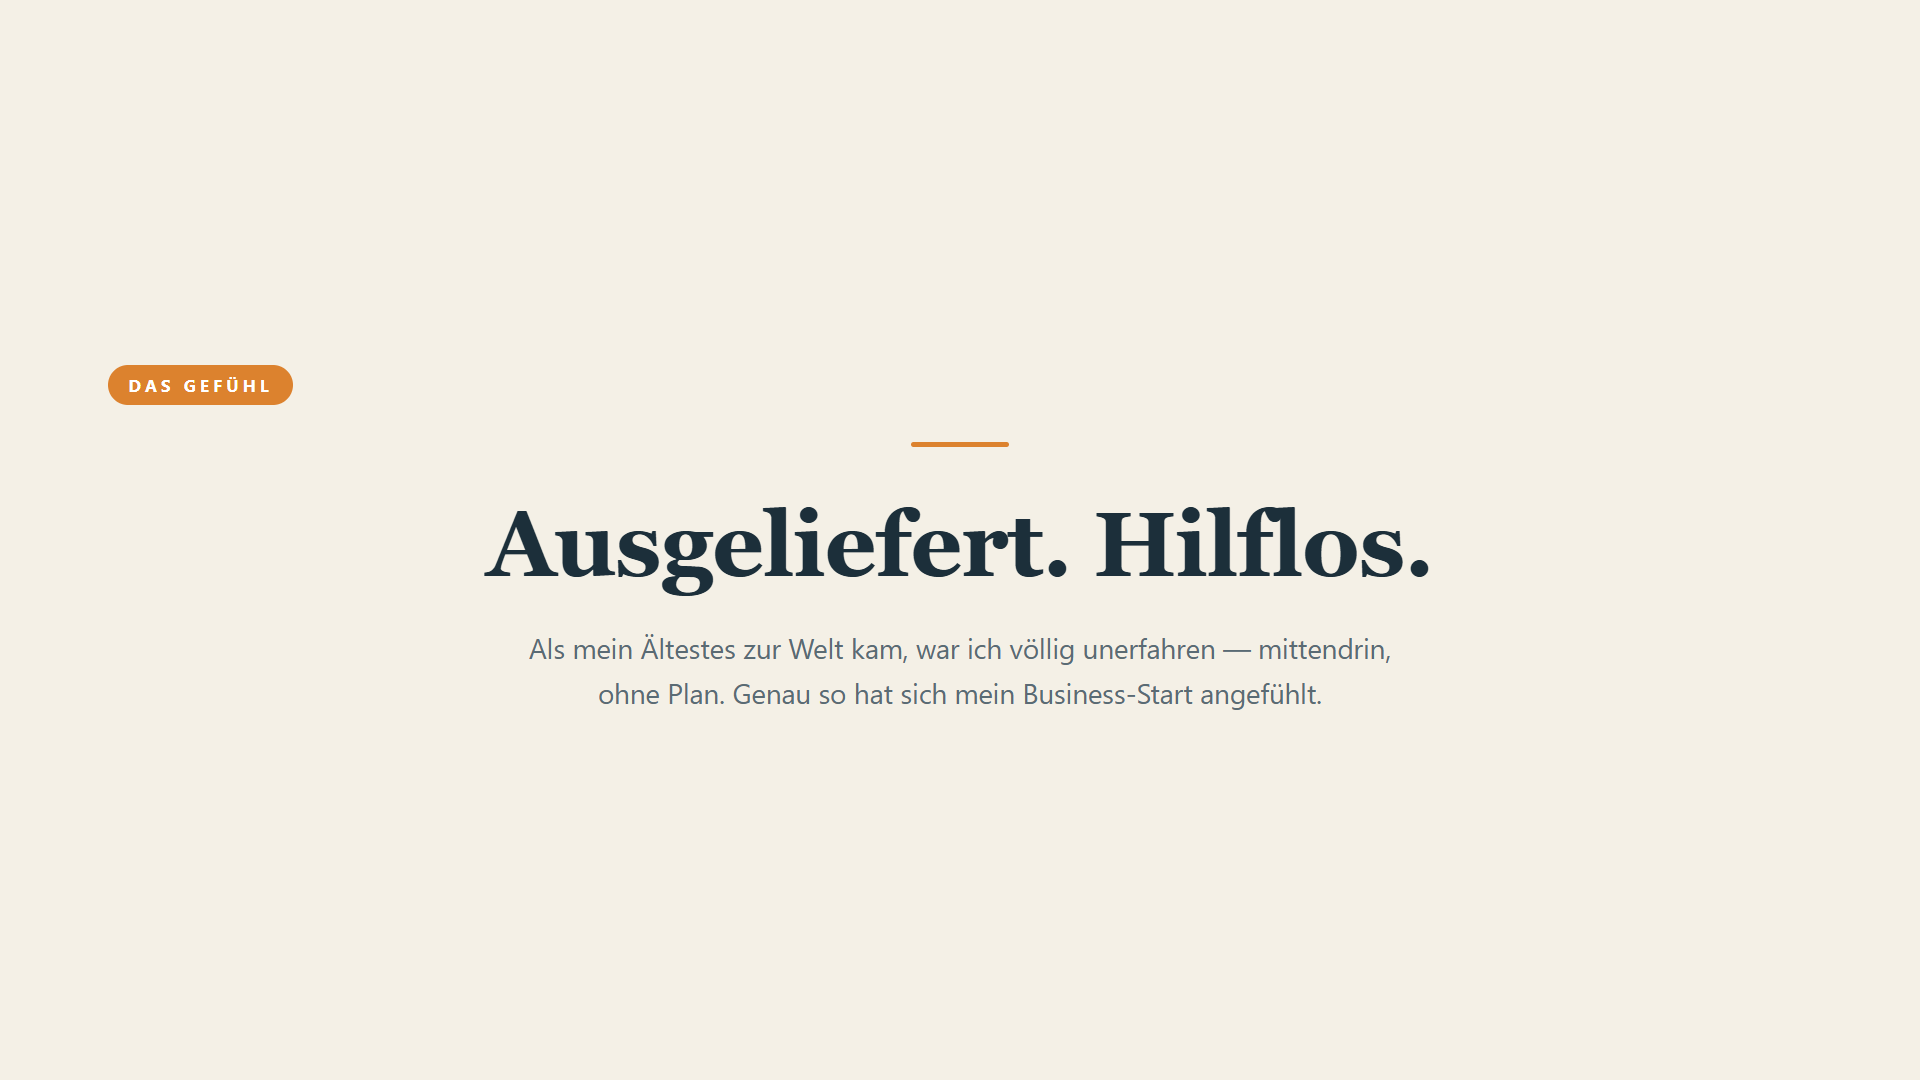 DAS GEFÜHL
Ausgeliefert. Hilflos.
Als mein Ältestes zur Welt kam, war ich völlig unerfahren — mittendrin,
ohne Plan. Genau so hat sich mein Business-Start angefühlt.